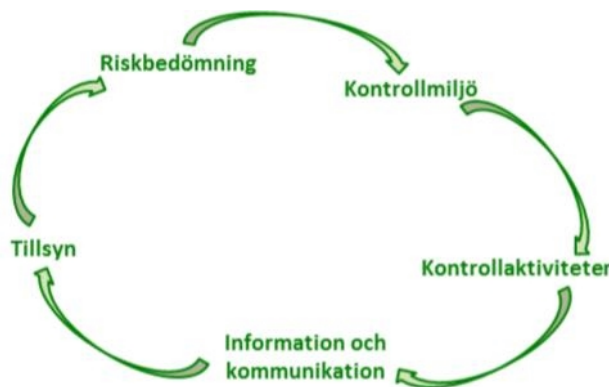 Riskbedömning
Kontrollmiljö
Kontrollaktiviteter
Information och
kommunikation
Tillsyn